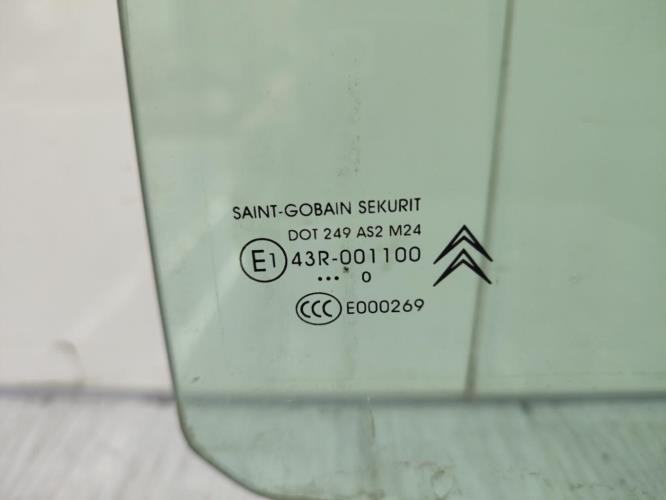 SAINT-GOBAIN SEKURIT
DOT 249 AS2 M24
E1 43R-001100
... 0
CCC E000269